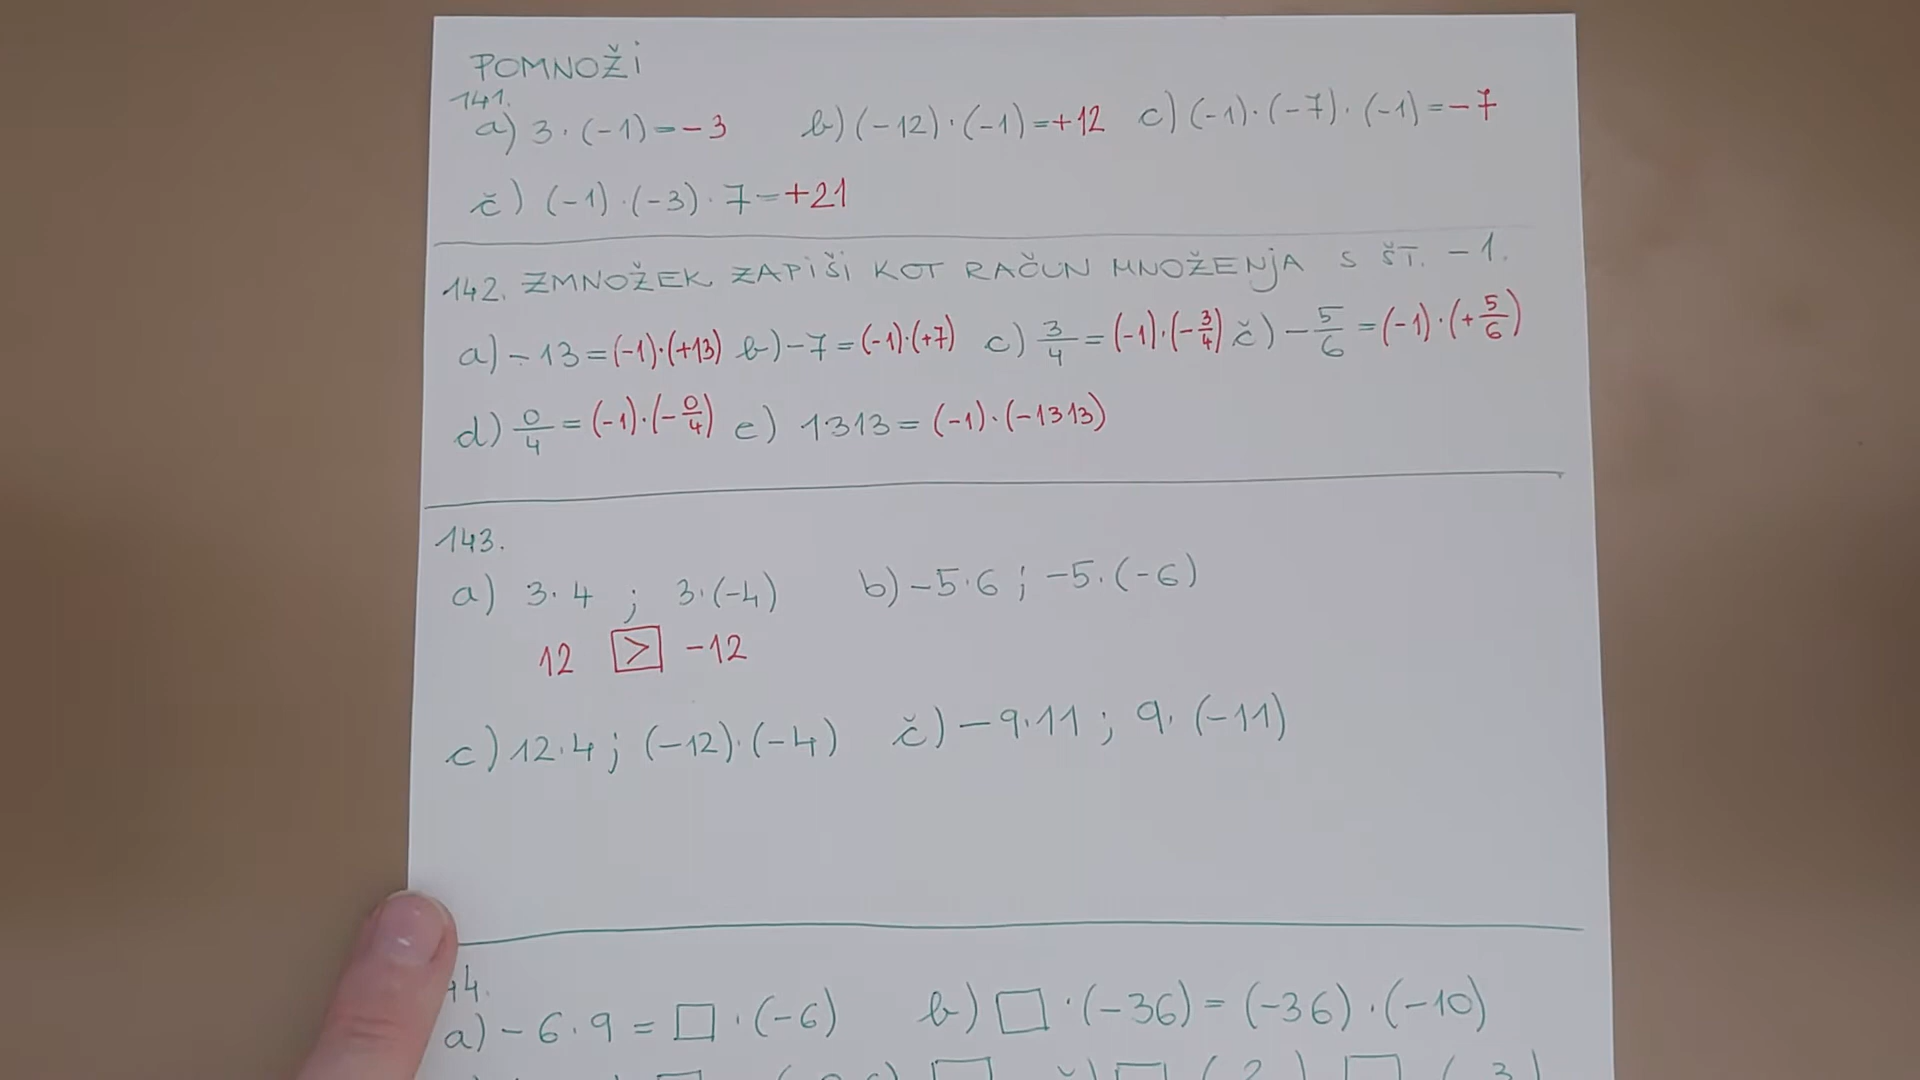 POMNOŽI
141.
a) 3·(-1)=-3 b) (-12)·(-1)=+12 c) (-1)·(-7)·(-1)=-7
č) (-1)·(-3)·7=+21
142. ZMNOŽEK ZAPIŠI KOT RAČUN MNOŽENJA S ŠT. -1.
a) -13=(-1)·(+13) b) -7=(-1)·(+7) c) 3/4=(-1)·(-3/4) č) -5/6=(-1)·(+5/6)
d) 0/4=(-1)·(-0/4) e) 1313=(-1)·(-1313)
143.
a) 3·4 ; 3·(-4) b) -5·6 ; -5·(-6)
12 > -12
c) 12·4 ; (-12)·(-4) č) -9·11 ; 9·(-11)
a) -6·9 = □·(-6) b) □·(-36) = (-36)·(-10)